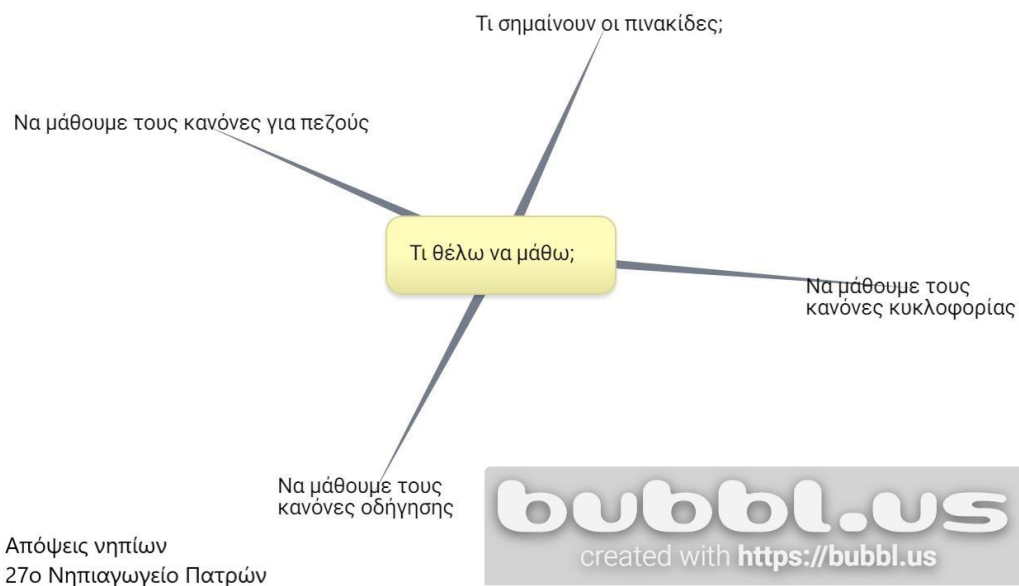 Τι σημαίνουν οι πινακίδες;
Να μάθουμε τους κανόνες για πεζούς
Τι θέλω να μάθω;
Να μάθουμε τους
κανόνες κυκλοφορίας
Να μάθουμε τους
κανόνες οδήγησης
bubbl.us
created with https://bubbl.us
Απόψεις νηπίων
27ο Νηπιαγωγείο Πατρών